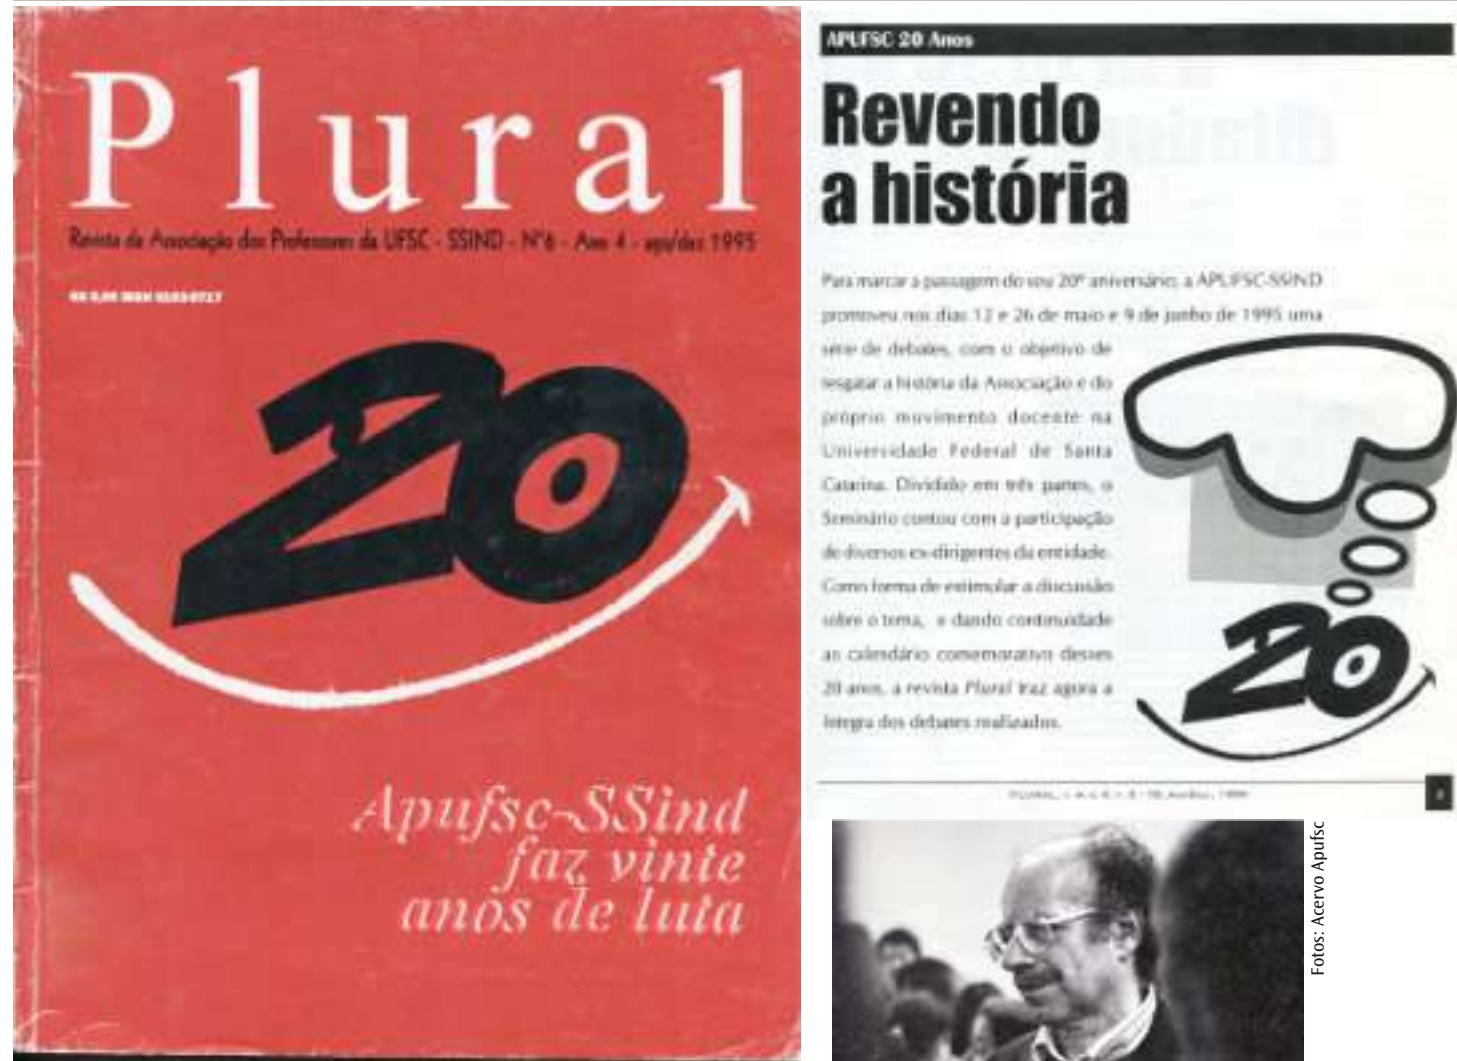 Plural
Revista da Associação dos Professores da UFSC - SSIND - Nº6 - Ano 4 - ago/dez 1995
20
Apufsc-SSind
faz vinte
anos de luta
APUFSC 20 Anos
Revendo
a história
Para marcar a passagem do seu 20º aniversário, a APUFSC-SSIND
promoveu nos dias 12 e 26 de maio e 9 de junho de 1995 uma
série de debates, com o objetivo de
resgatar a história da Associação e do
próprio movimento docente na
Universidade Federal de Santa
Catarina. Dividido em três partes, o
Seminário contou com a participação
de diversos ex-dirigentes da entidade.
Como forma de estimular a discussão
sobre o tema, e dando continuidade
ao calendário comemorativo desses
20 anos, a revista Plural traz agora a
íntegra dos debates realizados.
20
PLURAL
Fotos: Acervo Apufsc